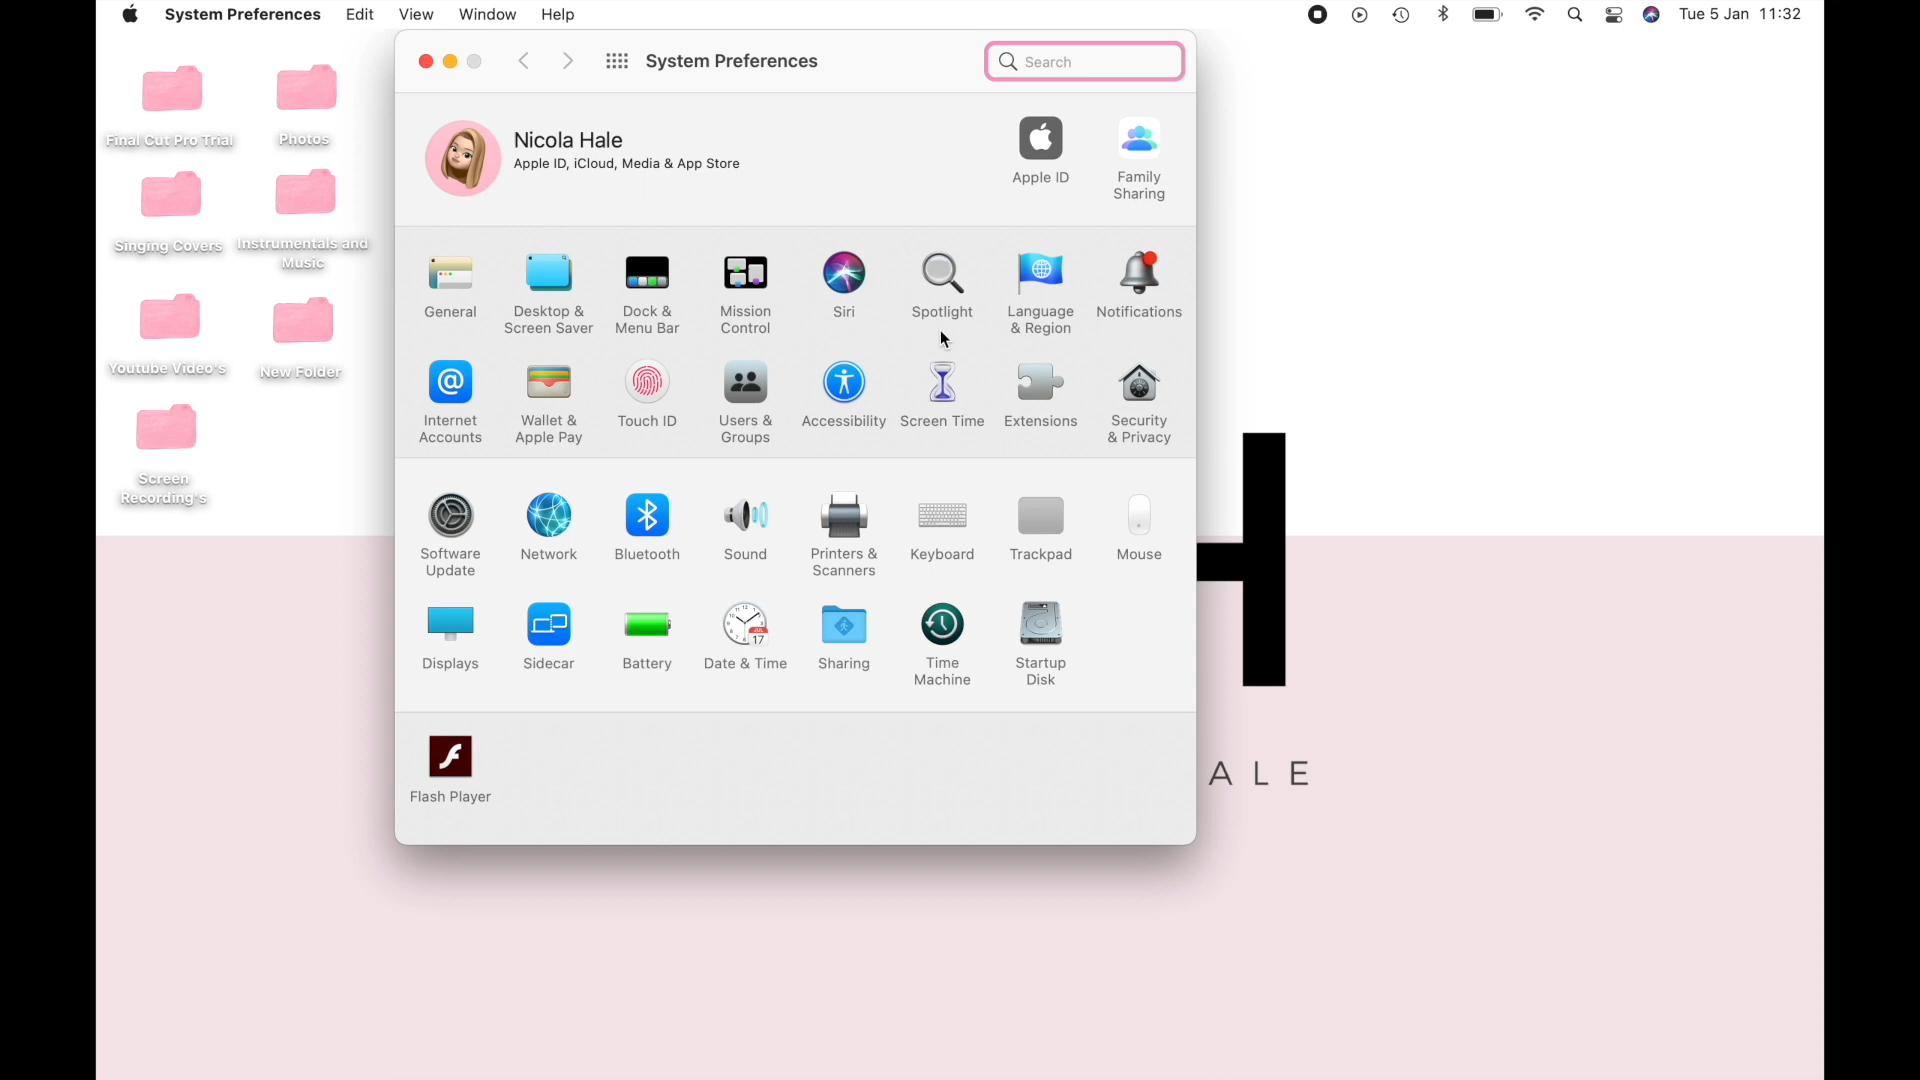 System Preferences Edit View Window Help
Tue 5 Jan 11:32
Final Cut Pro Trial
Photos
Singing Covers
Instrumentals and
Music
Youtube Video's
New Folder
Screen
Recording's
System Preferences
Search
Nicola Hale
Apple ID, iCloud, Media & App Store
Apple ID
Family
Sharing
General
Desktop &
Screen Saver
Dock &
Menu Bar
Mission
Control
Siri
Spotlight
Language
& Region
Notifications
Internet
Accounts
Wallet &
Apple Pay
Touch ID
Users &
Groups
Accessibility
Screen Time
Extensions
Security
& Privacy
Software
Update
Network
Bluetooth
Sound
Printers &
Scanners
Keyboard
Trackpad
Mouse
Displays
Sidecar
Battery
JUL
17
Date & Time
Sharing
Time
Machine
Startup
Disk
Flash Player
H
ALE